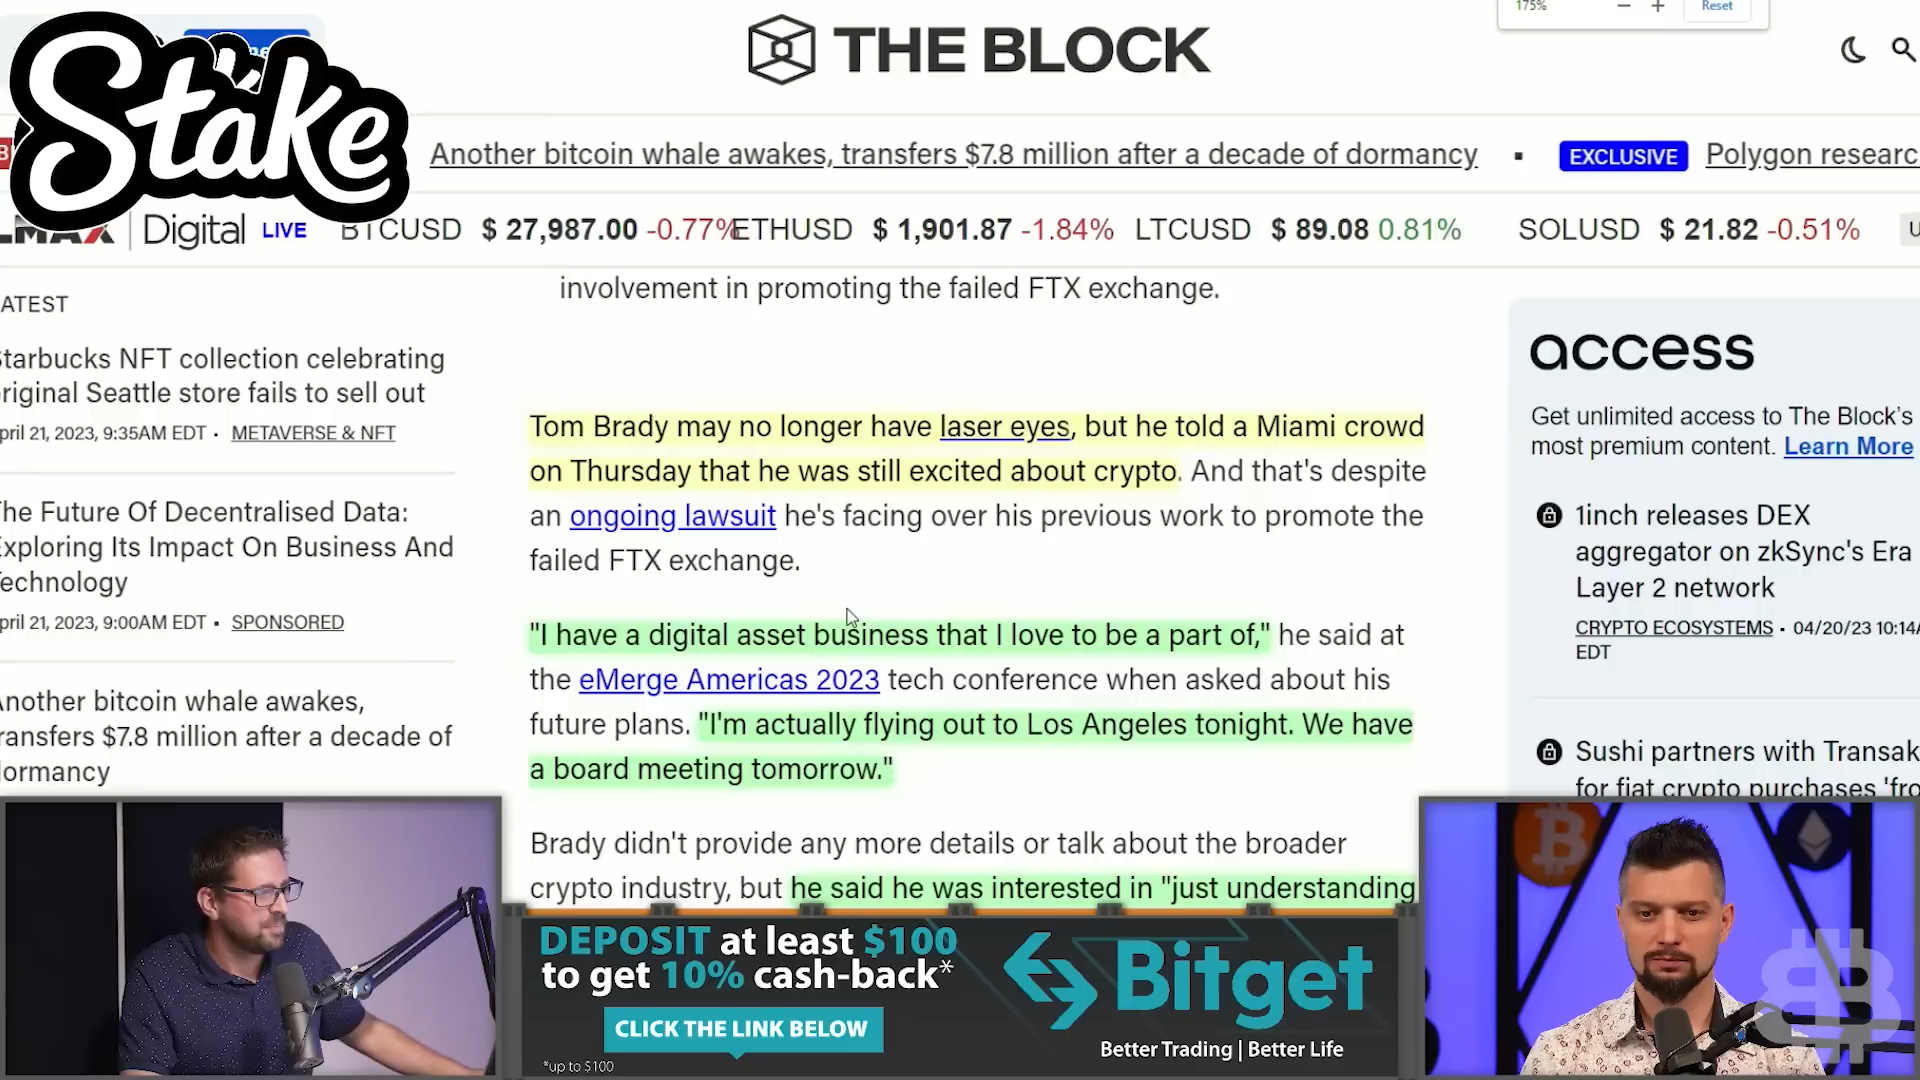 175%
Reset
Stake
THE BLOCK
Another bitcoin whale awakes, transfers $7.8 million after a decade of dormancy
EXCLUSIVE
Polygon researc
LMAX Digital LIVE
BTCUSD $ 27,987.00 -0.77%
ETHUSD $ 1,901.87 -1.84%
LTCUSD $ 89.08 0.81%
SOLUSD $ 21.82 -0.51%
ATEST
Starbucks NFT collection celebrating
original Seattle store fails to sell out
pril 21, 2023, 9:35AM EDT • METAVERSE & NFT
The Future Of Decentralised Data:
Exploring Its Impact On Business And
Technology
pril 21, 2023, 9:00AM EDT • SPONSORED
Another bitcoin whale awakes,
transfers $7.8 million after a decade of
dormancy
involvement in promoting the failed FTX exchange.
Tom Brady may no longer have laser eyes, but he told a Miami crowd
on Thursday that he was still excited about crypto. And that's despite
an ongoing lawsuit he's facing over his previous work to promote the
failed FTX exchange.
"I have a digital asset business that I love to be a part of," he said at
the eMerge Americas 2023 tech conference when asked about his
future plans. "I'm actually flying out to Los Angeles tonight. We have
a board meeting tomorrow."
Brady didn't provide any more details or talk about the broader
crypto industry, but he said he was interested in "just understanding
access
Get unlimited access to The Block's
most premium content. Learn More
1inch releases DEX
aggregator on zkSync's Era
Layer 2 network
CRYPTO ECOSYSTEMS • 04/20/23 10:14A
EDT
Sushi partners with Transak
for fiat crypto purchases 'fro
DEPOSIT at least $100
to get 10% cash-back*
CLICK THE LINK BELOW
*up to $100
Bitget
Better Trading | Better Life